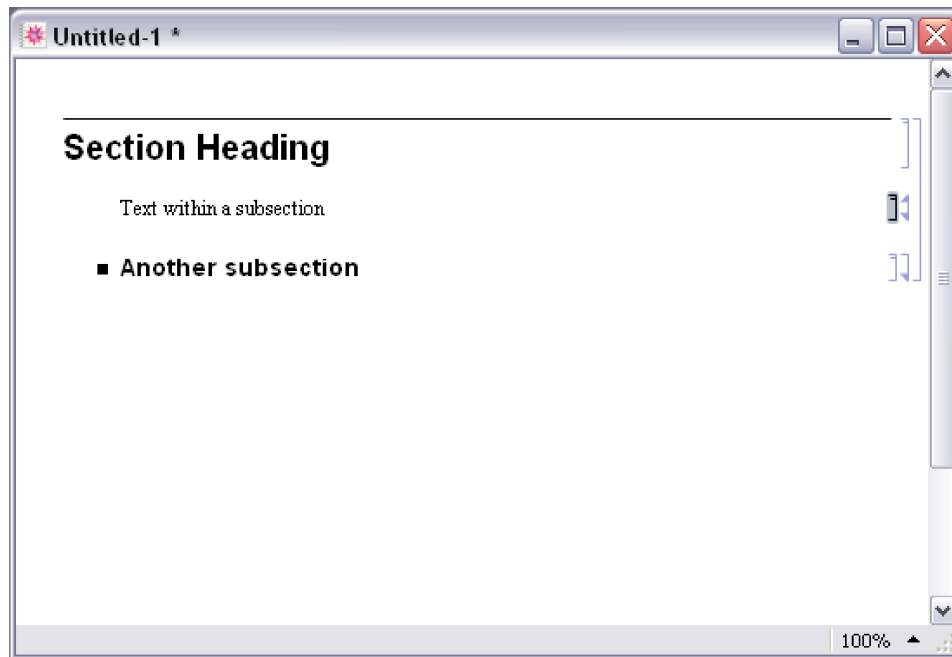 Untitled-1 *
Section Heading
Text within a subsection
Another subsection
100%